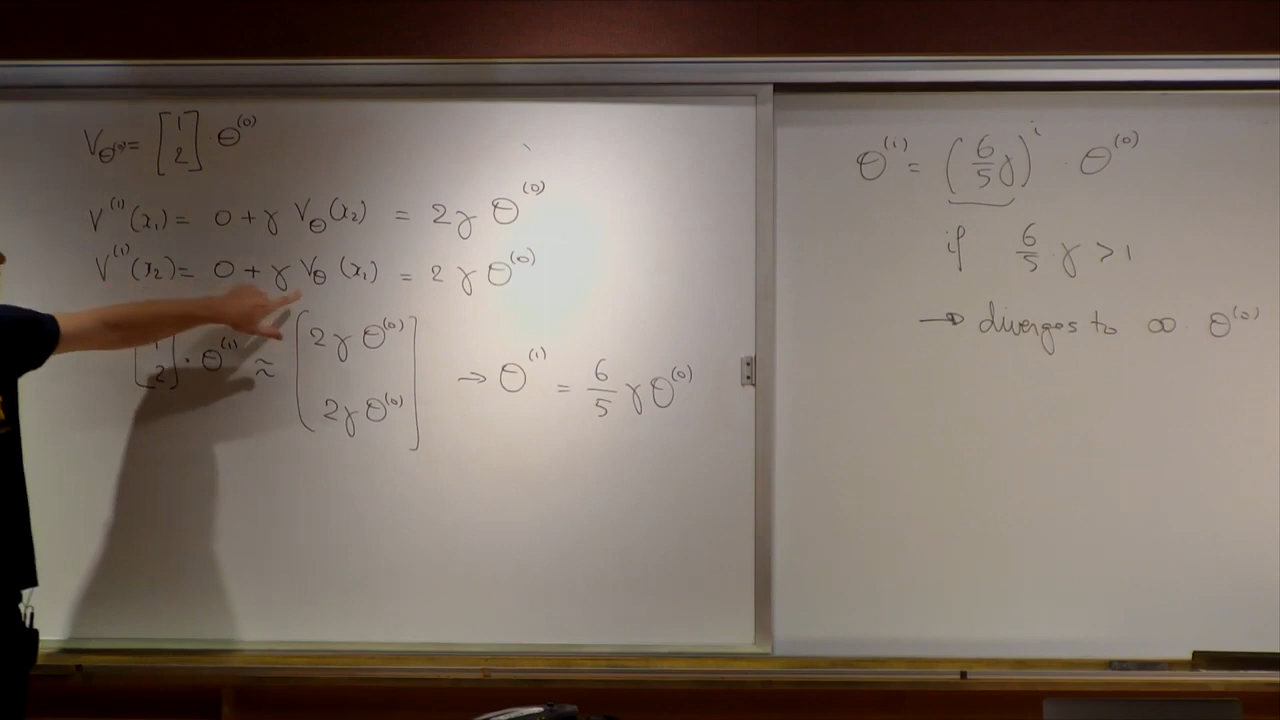 V_θ⁽⁰⁾ = [1 2] · θ⁽⁰⁾
V⁽¹⁾(x₁) = 0 + γ V_θ(x₂) = 2γ θ⁽⁰⁾
V⁽¹⁾(x₂) = 0 + γ V_θ(x₁) = 2 γ θ⁽⁰⁾
[1 2] · θ⁽¹⁾ ≈ [2γ θ⁽⁰⁾ 2γ θ⁽⁰⁾] → θ⁽¹⁾ = 6/5 γ θ⁽⁰⁾
θ⁽ⁱ⁾ = (6/5 γ)ⁱ · θ⁽⁰⁾
if 6/5 · γ > 1
→ diverges to ∞ · θ⁽⁰⁾